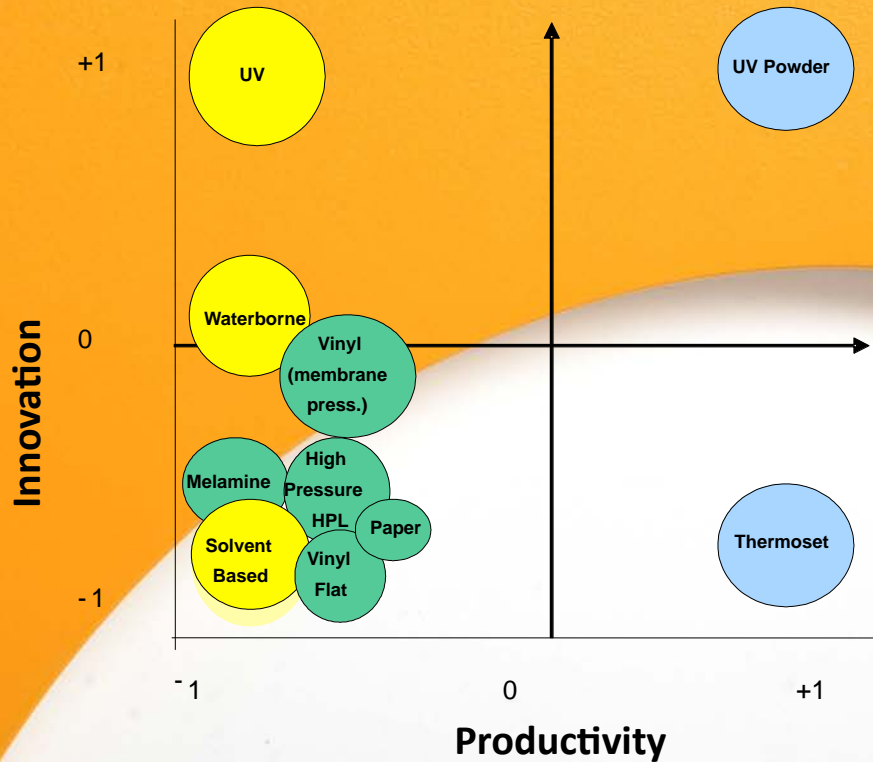 +1
UV
UV Powder
Waterborne
0
Vinyl
(membrane
press.)
Innovation
High
Melamine
Pressure
HPL
Paper
Solvent
Based
Vinyl
Flat
Thermoset
-1
-1
0
+1
Productivity